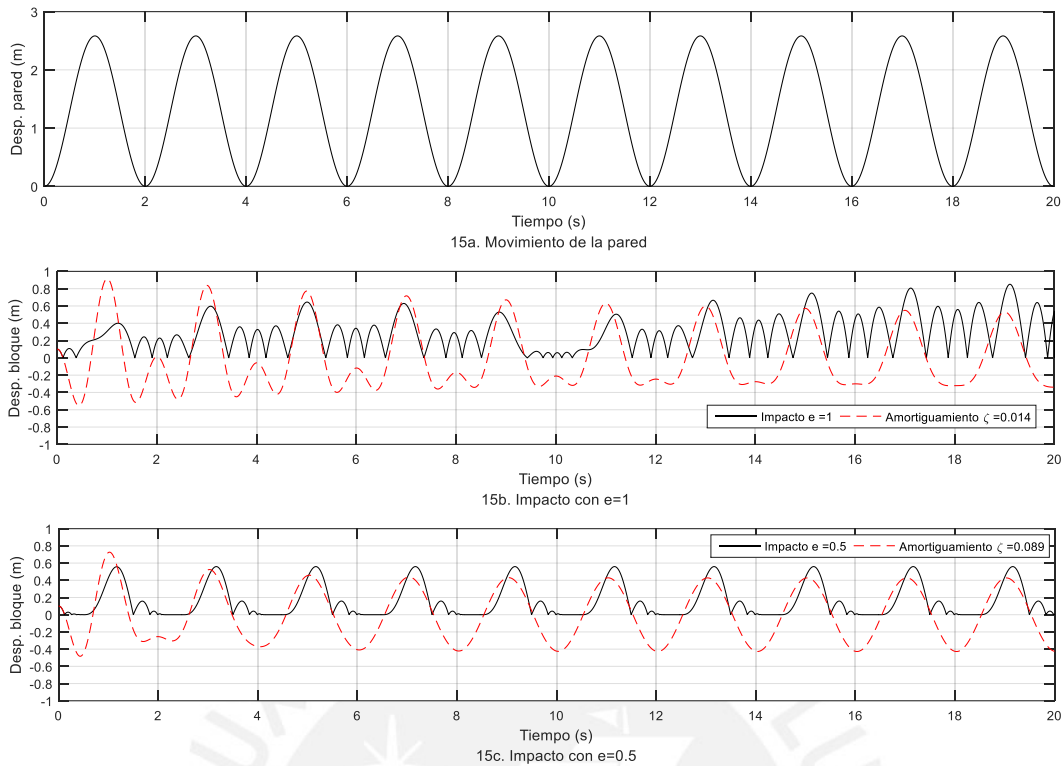 Desp. pared (m)
3
2
1
0
0 2 4 6 8 10 12 14 16 18 20
Tiempo (s)
15a. Movimiento de la pared
Desp. bloque (m)
1
0.8
0.6
0.4
0.2
0
-0.2
-0.4
-0.6
-0.8
-1
Impacto e =1 Amortiguamiento ζ =0.014
0 2 4 6 8 10 12 14 16 18 20
Tiempo (s)
15b. Impacto con e=1
Desp. bloque (m)
1
0.8
0.6
0.4
0.2
0
-0.2
-0.4
-0.6
-0.8
-1
Impacto e =0.5 Amortiguamiento ζ =0.089
0 2 4 6 8 10 12 14 16 18 20
Tiempo (s)
15c. Impacto con e=0.5